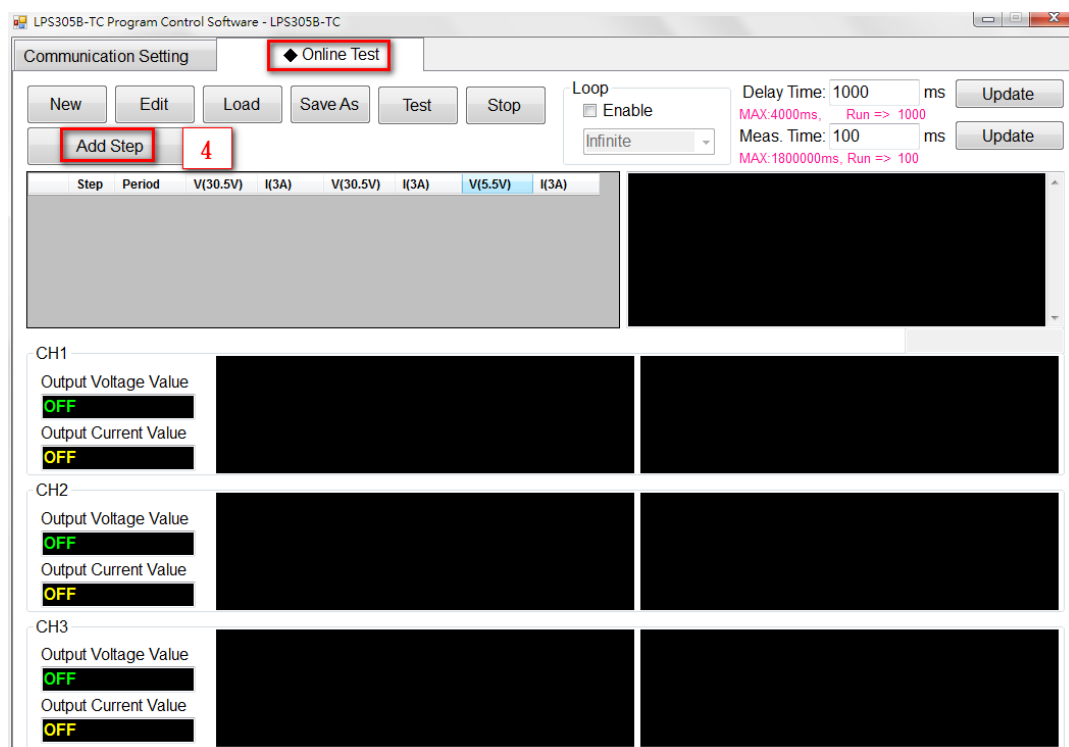 LPS305B-TC Program Control Software - LPS305B-TC
Communication Setting
◆ Online Test
New
Edit
Load
Save As
Test
Stop
Add Step
4
Loop
Enable
Infinite
Delay Time: 1000 ms Update
MAX:4000ms, Run => 1000
Meas. Time: 100 ms Update
MAX:1800000ms, Run => 100
Step Period V(30.5V) I(3A) V(30.5V) I(3A) V(5.5V) I(3A)
CH1
Output Voltage Value
OFF
Output Current Value
OFF
CH2
Output Voltage Value
OFF
Output Current Value
OFF
CH3
Output Voltage Value
OFF
Output Current Value
OFF